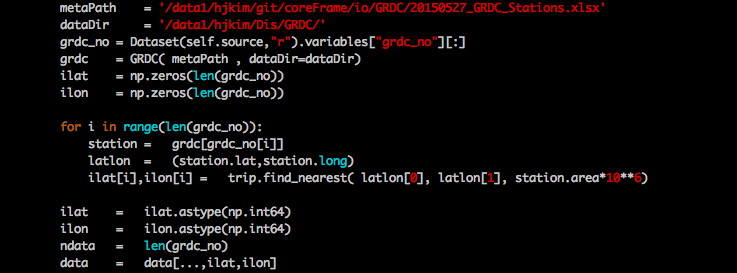 metaPath = '/data1/hjkim/git/coreFrame/io/GRDC/20150527_GRDC_Stations.xlsx'
dataDir = '/data1/hjkim/Dis/GRDC/'
grdc_no = Dataset(self.source,"r").variables["grdc_no"][:]
grdc = GRDC( metaPath , dataDir=dataDir)
ilat = np.zeros(len(grdc_no))
ilon = np.zeros(len(grdc_no))
for i in range(len(grdc_no)):
station = grdc[grdc_no[i]]
latlon = (station.lat,station.long)
ilat[i],ilon[i] = trip.find_nearest( latlon[0], latlon[1], station.area*10**6)
ilat = ilat.astype(np.int64)
ilon = ilon.astype(np.int64)
ndata = len(grdc_no)
data = data[...,ilat,ilon]